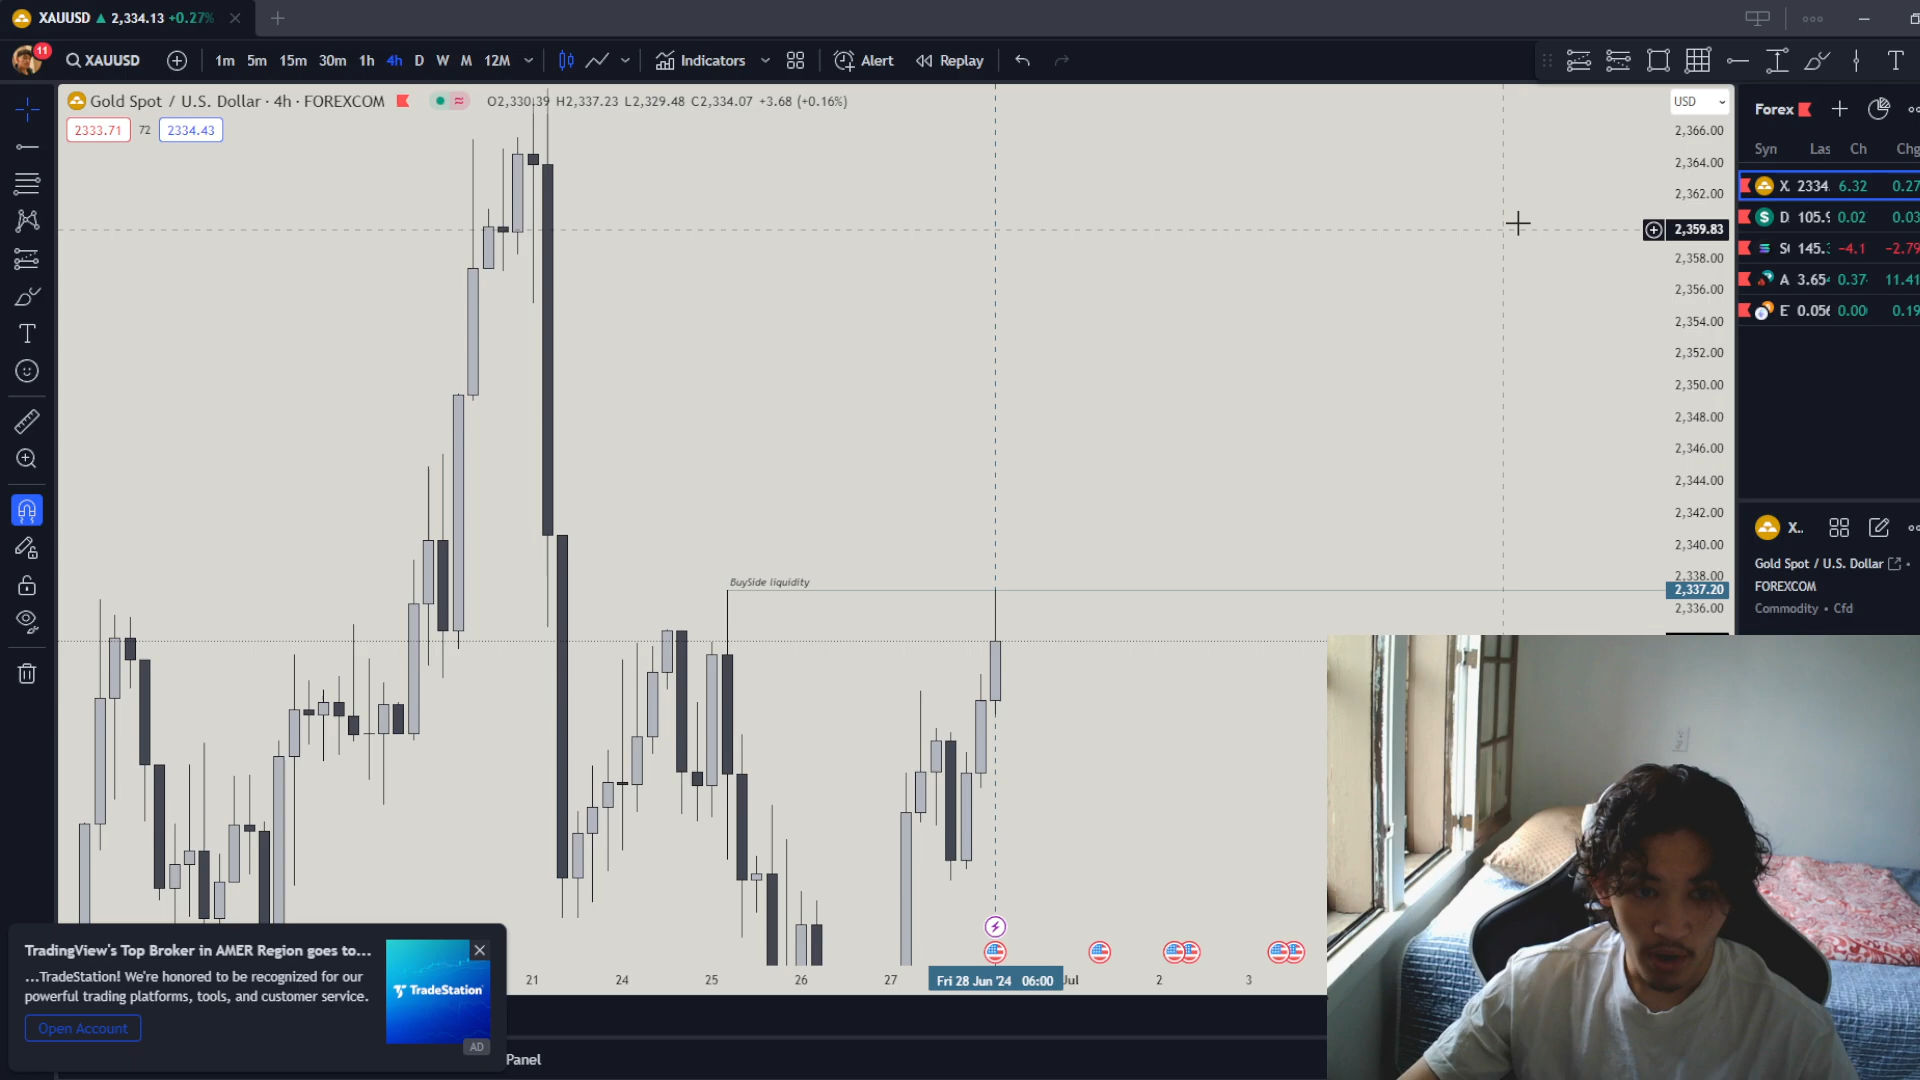 XAUUSD ▲ 2,334.13 +0.27%
11
XAUUSD
1m 5m 15m 30m 1h 4h D W M 12M
Indicators
Alert
Replay
Gold Spot / U.S. Dollar · 4h · FOREXCOM
O2,330.39 H2,337.23 L2,329.48 C2,334.07 +3.68 (+0.16%)
2333.71 72 2334.43
USD
2,366.00
2,364.00
2,362.00
2,359.83
2,358.00
2,356.00
2,354.00
2,352.00
2,350.00
2,348.00
2,346.00
2,344.00
2,342.00
2,340.00
2,338.00
2,337.20
2,336.00
BuySide liquidity
Forex
Syn Las Ch Chg
X 2334. 6.32 0.27
D 105.9 0.02 0.03
145. −4.1 −2.79
A 3.65 0.37 11.41
E 0.056 0.00 0.19
X..
Gold Spot / U.S. Dollar
FOREXCOM
Commodity • Cfd
21 24 25 26 27 Fri 28 Jun '24 06:00 Jul 2 3
TradingView's Top Broker in AMER Region goes to...
...TradeStation! We're honored to be recognized for our
powerful trading platforms, tools, and customer service.
Open Account
TradeStation
AD
Panel